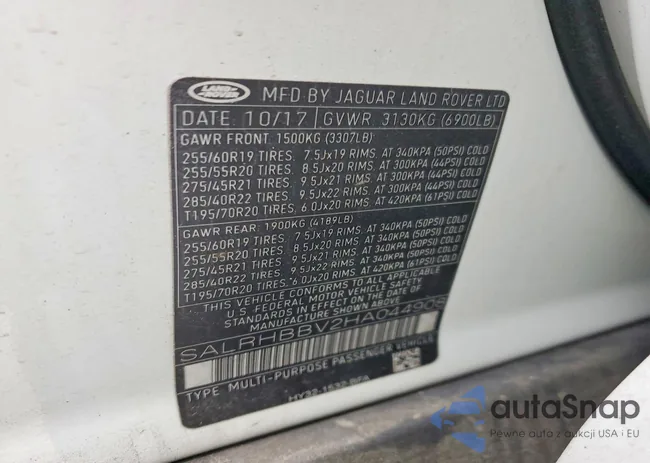 LAND
ROVER
MFD BY JAGUAR LAND ROVER LTD
DATE: 10/17 GVWR 3130KG (6900LB)
GAWR FRONT: 1500KG (3307LB)
255/60R19 TIRES, 7.5Jx19 RIMS, AT 340KPA (50PSI) COLD
255/55R20 TIRES, 8.5Jx20 RIMS, AT 300KPA (44PSI) COLD
275/45R21 TIRES, 9.5Jx21 RIMS, AT 300KPA (44PSI) COLD
285/40R22 TIRES, 9.5Jx22 RIMS, AT 300KPA (44PSI) COLD
T195/70R20 TIRES, 6.0Jx20 RIMS, AT 420KPA (61PSI) COLD
GAWR REAR: 1900KG (4189LB)
255/60R19 TIRES, 7.5Jx19 RIMS, AT 340KPA (50PSI) COLD
255/55R20 TIRES, 8.5Jx20 RIMS, AT 340KPA (50PSI) COLD
275/45R21 TIRES, 9.5Jx21 RIMS, AT 340KPA (50PSI) COLD
285/40R22 TIRES, 9.5Jx22 RIMS, AT 340KPA (50PSI) COLD
T195/70R20 TIRES, 6.0Jx20 RIMS, AT 420KPA (61PSI) COLD
THIS VEHICLE CONFORMS TO ALL APPLICABLE
U.S. FEDERAL MOTOR VEHICLE SAFETY
STANDARDS IN EFFECT ON THE DATE OF
MANUFACTURE SHOWN ABOVE.
SALRHBBV2HA044908
TYPE: MULTI-PURPOSE PASSENGER VEHICLE
autoSnap
Pewne auto z aukcji USA i EU